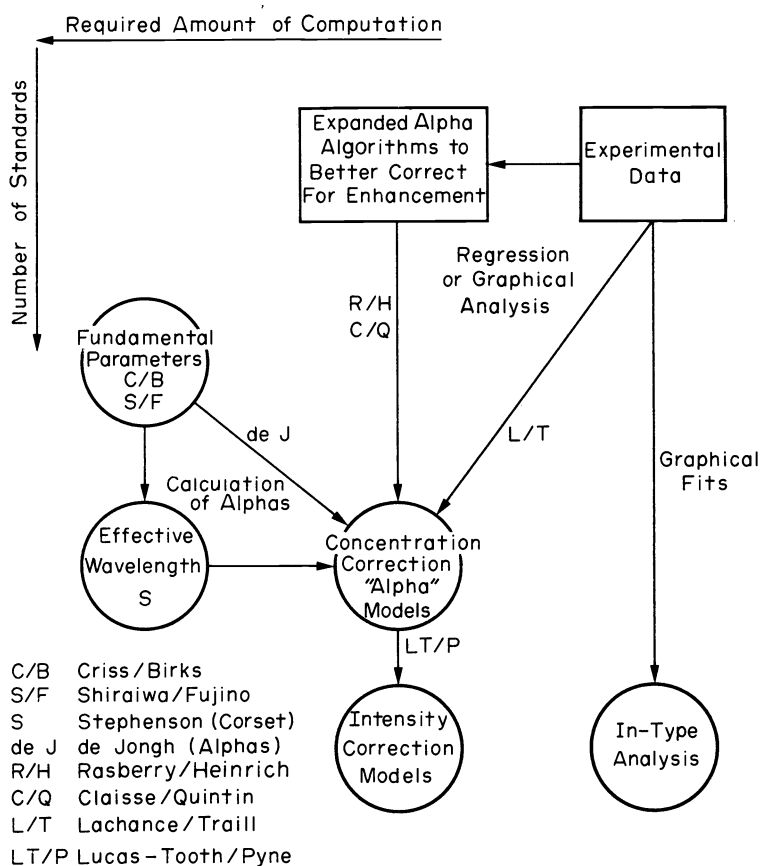 Required Amount of Computation
Number of Standards
Expanded Alpha
Algorithms to
Better Correct
For Enhancement
Experimental
Data
Regression
or Graphical
Analysis
R/H
C/Q
Fundamental
Parameters
C/B
S/F
de J
L/T
Graphical
Fits
Calculation
of Alphas
Effective
Wavelength
S
Concentration
Correction
"Alpha"
Models
LT/P
Intensity
Correction
Models
In-Type
Analysis
C/B Criss/Birks
S/F Shiraiwa/Fujino
S Stephenson (Corset)
de J de Jongh (Alphas)
R/H Rasberry/Heinrich
C/Q Claisse/Quintin
L/T Lachance/Traill
LT/P Lucas-Tooth/Pyne